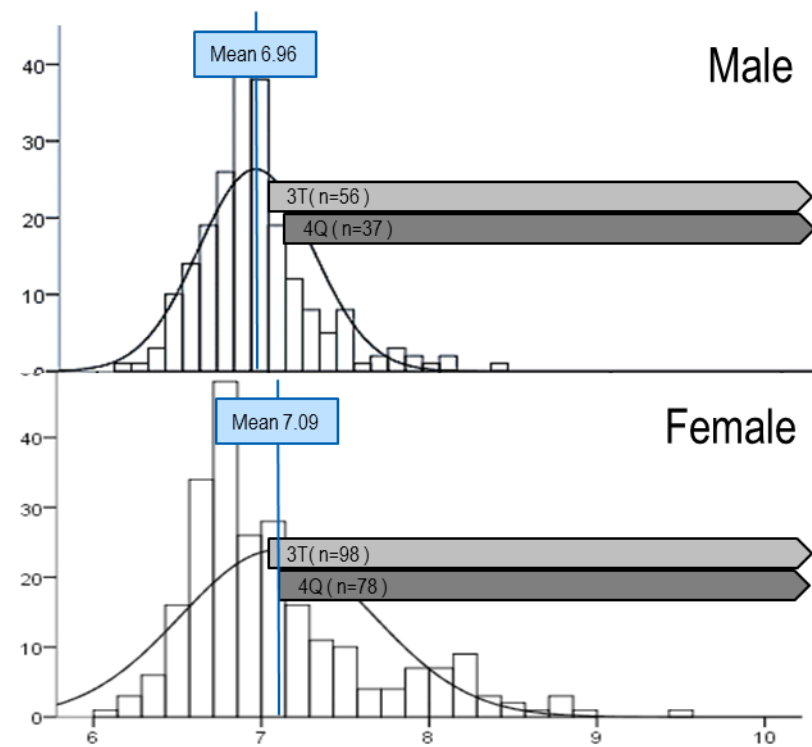 Mean 6.96
Male
40
30
3T( n=56 )
20
4Q ( n=37 )
10
0
Mean 7.09
Female
40
30
3T( n=98 )
20
4Q ( n=78 )
10
0
6 7 8 9 10